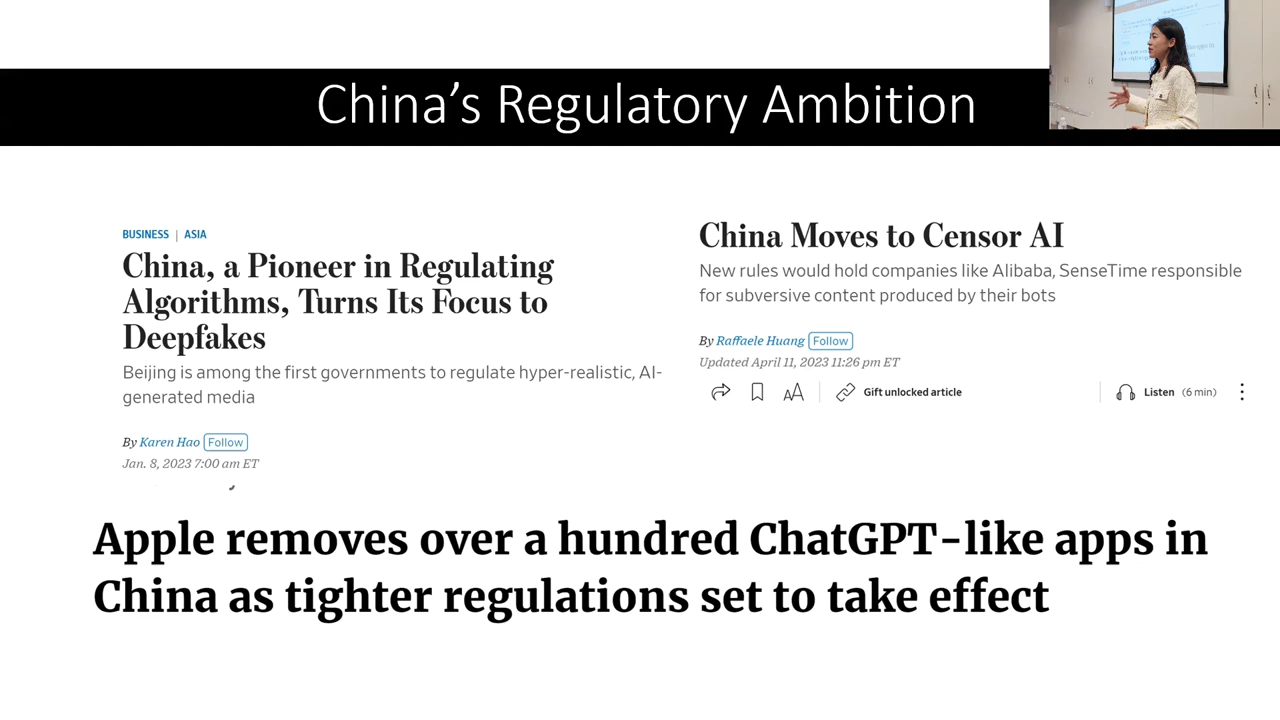 China's Regulatory Ambition
BUSINESS | ASIA
China, a Pioneer in Regulating
Algorithms, Turns Its Focus to
Deepfakes
Beijing is among the first governments to regulate hyper-realistic, AI-
generated media
By Karen Hao Follow
Jan. 8, 2023 7:00 am ET
China Moves to Censor AI
New rules would hold companies like Alibaba, SenseTime responsible
for subversive content produced by their bots
By Raffaele Huang Follow
Updated April 11, 2023 11:26 pm ET
AA Gift unlocked article Listen (6 min)
Apple removes over a hundred ChatGPT-like apps in
China as tighter regulations set to take effect